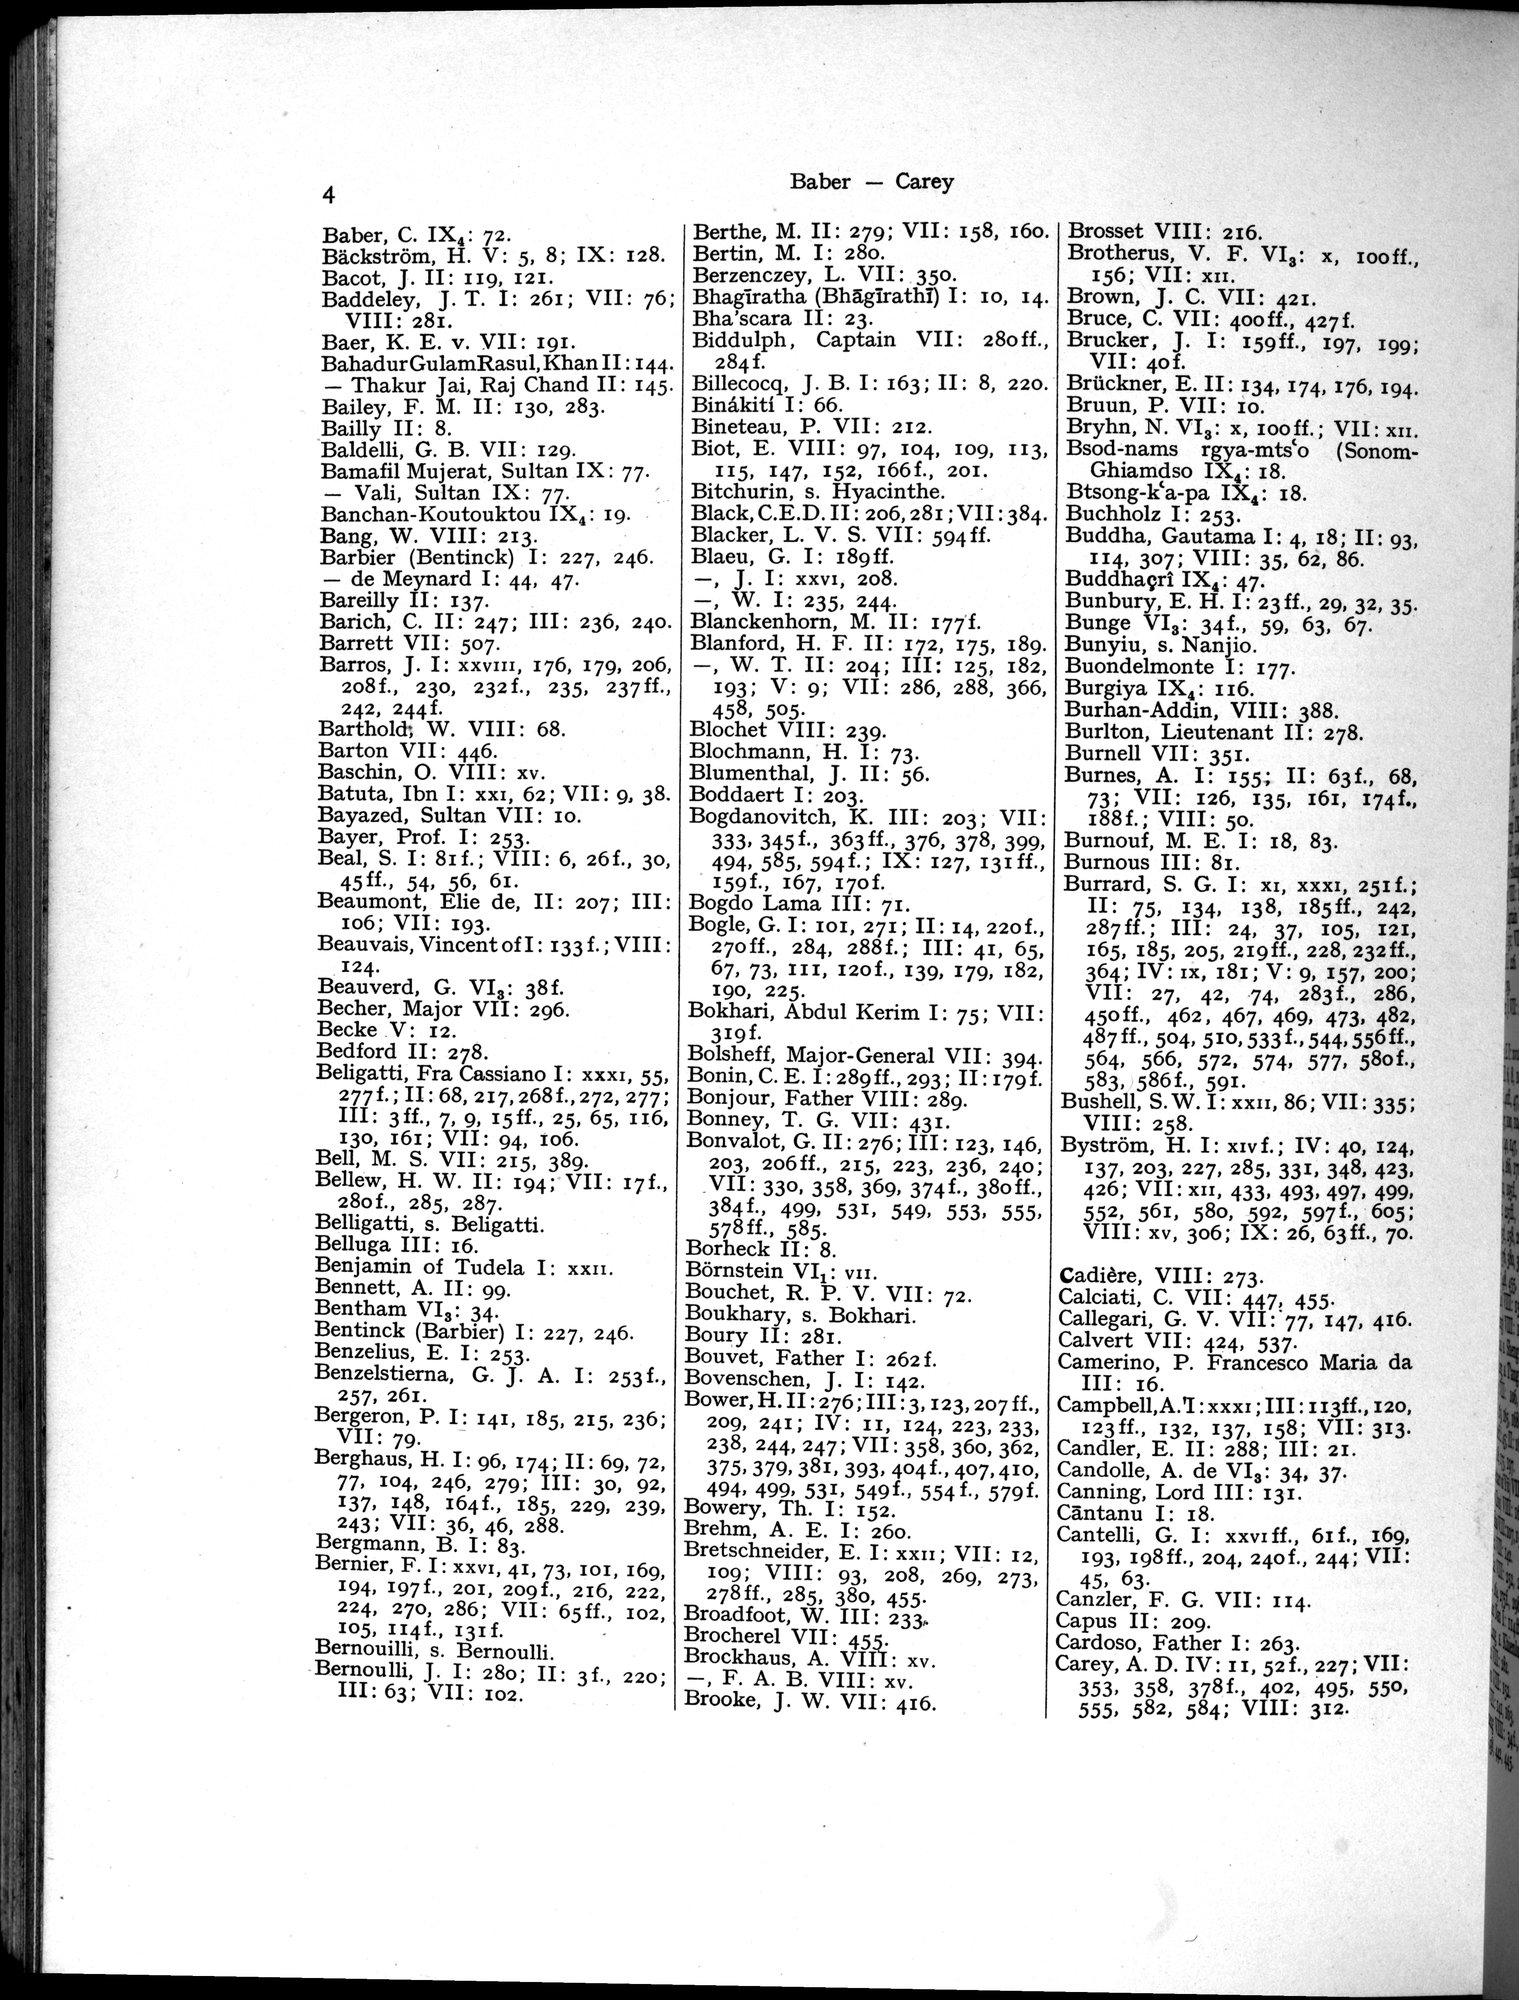 4
Baber — Carey
Baber, C. IX₄: 72.
Bäckström, H. V: 5, 8; IX: 128.
Bacot, J. II: 119, 121.
Baddeley, J. T. I: 261; VII: 76;
VIII: 281.
Baer, K. E. v. VII: 191.
Bahadur Gulam Rasul, Khan II: 144.
— Thakur Jai, Raj Chand II: 145.
Bailey, F. M. II: 130, 283.
Bailly II: 8.
Baldelli, G. B. VII: 129.
Bamafil Mujerat, Sultan IX: 77.
— Vali, Sultan IX: 77.
Banchan-Koutouktou IX₄: 19.
Bang, W. VIII: 213.
Barbier (Bentinck) I: 227, 246.
— de Meynard I: 44, 47.
Bareilly II: 137.
Barich, C. II: 247; III: 236, 240.
Barrett VII: 507.
Barros, J. I: XXVIII, 176, 179, 206,
208f., 230, 232f., 235, 237ff.,
242, 244f.
Barthold, W. VIII: 68.
Barton VII: 446.
Baschin, O. VIII: XV.
Batuta, Ibn I: XXI, 62; VII: 9, 38.
Bayazed, Sultan VII: 10.
Bayer, Prof. I: 253.
Beal, S. I: 81f.; VIII: 6, 26f., 30,
45ff., 54, 56, 61.
Beaumont, Elie de, II: 207; III:
106; VII: 193.
Beauvais, Vincent of I: 133f.; VIII:
124.
Beauverd, G. VI₃: 38f.
Becher, Major VII: 296.
Becke V: 12.
Bedford II: 278.
Beligatti, Fra Cassiano I: XXXI, 55,
277f.; II: 68, 217, 268f., 272, 277;
III: 3ff., 7, 9, 15ff., 25, 65, 116,
130, 161; VII: 94, 106.
Bell, M. S. VII: 215, 389.
Bellew, H. W. II: 194; VII: 17f.,
280f., 285, 287.
Belligatti, s. Beligatti.
Belluga III: 16.
Benjamin of Tudela I: XXII.
Bennett, A. II: 99.
Bentham VI₃: 34.
Bentinck (Barbier) I: 227, 246.
Benzelius, E. I: 253.
Benzelstierna, G. J. A. I: 253f.,
257, 261.
Bergeron, P. I: 141, 185, 215, 236;
VII: 79.
Berghaus, H. I: 96, 174; II: 69, 72,
77, 104, 246, 279; III: 30, 92,
137, 148, 164f., 185, 229, 239,
243; VII: 36, 46, 288.
Bergmann, B. I: 83.
Bernier, F. I: XXVI, 41, 73, 101, 169,
194, 197f., 201, 209f., 216, 222,
224, 270, 286; VII: 65ff., 102,
105, 114f., 131f.
Bernouilli, s. Bernoulli.
Bernoulli, J. I: 280; II: 3f., 220;
III: 63; VII: 102.
Berthe, M. II: 279; VII: 158, 160.
Bertin, M. I: 280.
Berzenczey, L. VII: 350.
Bhagīratha (Bhāgīrathī) I: 10, 14.
Bha'scara II: 23.
Biddulph, Captain VII: 280ff.,
284f.
Billecocq, J. B. I: 163; II: 8, 220.
Binákití I: 66.
Bineteau, P. VII: 212.
Biot, E. VIII: 97, 104, 109, 113,
115, 147, 152, 166f., 201.
Bitchurin, s. Hyacinthe.
Black, C. E. D. II: 206, 281; VII: 384.
Blacker, L. V. S. VII: 594ff.
Blaeu, G. I: 189ff.
—, J. I: XXVI, 208.
—, W. I: 235, 244.
Blanckenhorn, M. II: 177f.
Blanford, H. F. II: 172, 175, 189.
—, W. T. II: 204; III: 125, 182,
193; V: 9; VII: 286, 288, 366,
458, 505.
Blochet VIII: 239.
Blochmann, H. I: 73.
Blumenthal, J. II: 56.
Boddaert I: 203.
Bogdanovitch, K. III: 203; VII:
333, 345f., 363ff., 376, 378, 399,
494, 585, 594f.; IX: 127, 131ff.,
159f., 167, 170f.
Bogdo Lama III: 71.
Bogle, G. I: 101, 271; II: 14, 220f.,
270ff., 284, 288f.; III: 41, 65,
67, 73, 111, 120f., 139, 179, 182,
190, 225.
Bokhari, Abdul Kerim I: 75; VII:
319f.
Bolsheff, Major-General VII: 394.
Bonin, C. E. I: 289ff., 293; II: 179f.
Bonjour, Father VIII: 289.
Bonney, T. G. VII: 431.
Bonvalot, G. II: 276; III: 123, 146,
203, 206ff., 215, 223, 236, 240;
VII: 330, 358, 369, 374f., 380ff.,
384f., 499, 531, 549, 553, 555,
578ff., 585.
Borheck II: 8.
Börnstein VI₁: VII.
Bouchet, R. P. V. VII: 72.
Boukhary, s. Bokhari.
Boury II: 281.
Bouvet, Father I: 262f.
Bovenschen, J. I: 142.
Bower, H. II: 276; III: 3, 123, 207ff.,
209, 241; IV: 11, 124, 223, 233,
238, 244, 247; VII: 358, 360, 362,
375, 379, 381, 393, 404f., 407, 410,
494, 499, 531, 549f., 554f., 579f.
Bowery, Th. I: 152.
Brehm, A. E. I: 260.
Bretschneider, E. I: XXII; VII: 12,
109; VIII: 93, 208, 269, 273,
278ff., 285, 380, 455.
Broadfoot, W. III: 233.
Brocherel VII: 455.
Brockhaus, A. VIII: XV.
—, F. A. B. VIII: XV.
Brooke, J. W. VII: 416.
Brosset VIII: 216.
Brotherus, V. F. VI₃: X, 100ff.,
156; VII: XII.
Brown, J. C. VII: 421.
Bruce, C. VII: 400ff., 427f.
Brucker, J. I: 159ff., 197, 199;
VII: 40f.
Brückner, E. II: 134, 174, 176, 194.
Bruun, P. VII: 10.
Bryhn, N. VI₃: X, 100ff.; VII: XII.
Bsod-nams rgya-mtsʿo (Sonom-
Ghiamdso IX₄: 18.
Btsong-kʿa-pa IX₄: 18.
Buchholz I: 253.
Buddha, Gautama I: 4, 18; II: 93,
114, 307; VIII: 35, 62, 86.
Buddhaçrî IX₄: 47.
Bunbury, E. H. I: 23ff., 29, 32, 35.
Bunge VI₃: 34f., 59, 63, 67.
Bunyiu, s. Nanjio.
Buondelmonte I: 177.
Burgiya IX₄: 116.
Burhan-Addin, VIII: 388.
Burlton, Lieutenant II: 278.
Burnell VII: 351.
Burnes, A. I: 155; II: 63f., 68,
73; VII: 126, 135, 161, 174f.,
188f.; VIII: 50.
Burnouf, M. E. I: 18, 83.
Burnous III: 81.
Burrard, S. G. I: XI, XXXI, 251f.;
II: 75, 134, 138, 185ff., 242,
287ff.; III: 24, 37, 105, 121,
165, 185, 205, 219ff., 228, 232ff.,
364; IV: IX, 181; V: 9, 157, 200;
VII: 27, 42, 74, 283f., 286,
450ff., 462, 467, 469, 473, 482,
487ff., 504, 510, 533f., 544, 556ff.,
564, 566, 572, 574, 577, 580f.,
583, 586f., 591.
Bushell, S. W. I: XXII, 86; VII: 335;
VIII: 258.
Byström, H. I: XIVf.; IV: 40, 124,
137, 203, 227, 285, 331, 348, 423,
426; VII: XII, 433, 493, 497, 499,
552, 561, 580, 592, 597f., 605;
VIII: XV, 306; IX: 26, 63ff., 70.
Cadière, VIII: 273.
Calciati, C. VII: 447, 455.
Callegari, G. V. VII: 77, 147, 416.
Calvert VII: 424, 537.
Camerino, P. Francesco Maria da
III: 16.
Campbell, A. I: XXXI; III: 113ff., 120,
123ff., 132, 137, 158; VII: 313.
Candler, E. II: 288; III: 21.
Candolle, A. de VI₃: 34, 37.
Canning, Lord III: 131.
Cāntanu I: 18.
Cantelli, G. I: XXVIff., 61f., 169,
193, 198ff., 204, 240f., 244; VII:
45, 63.
Canzler, F. G. VII: 114.
Capus II: 209.
Cardoso, Father I: 263.
Carey, A. D. IV: 11, 52f., 227; VII:
353, 358, 378f., 402, 495, 550,
555, 582, 584; VIII: 312.